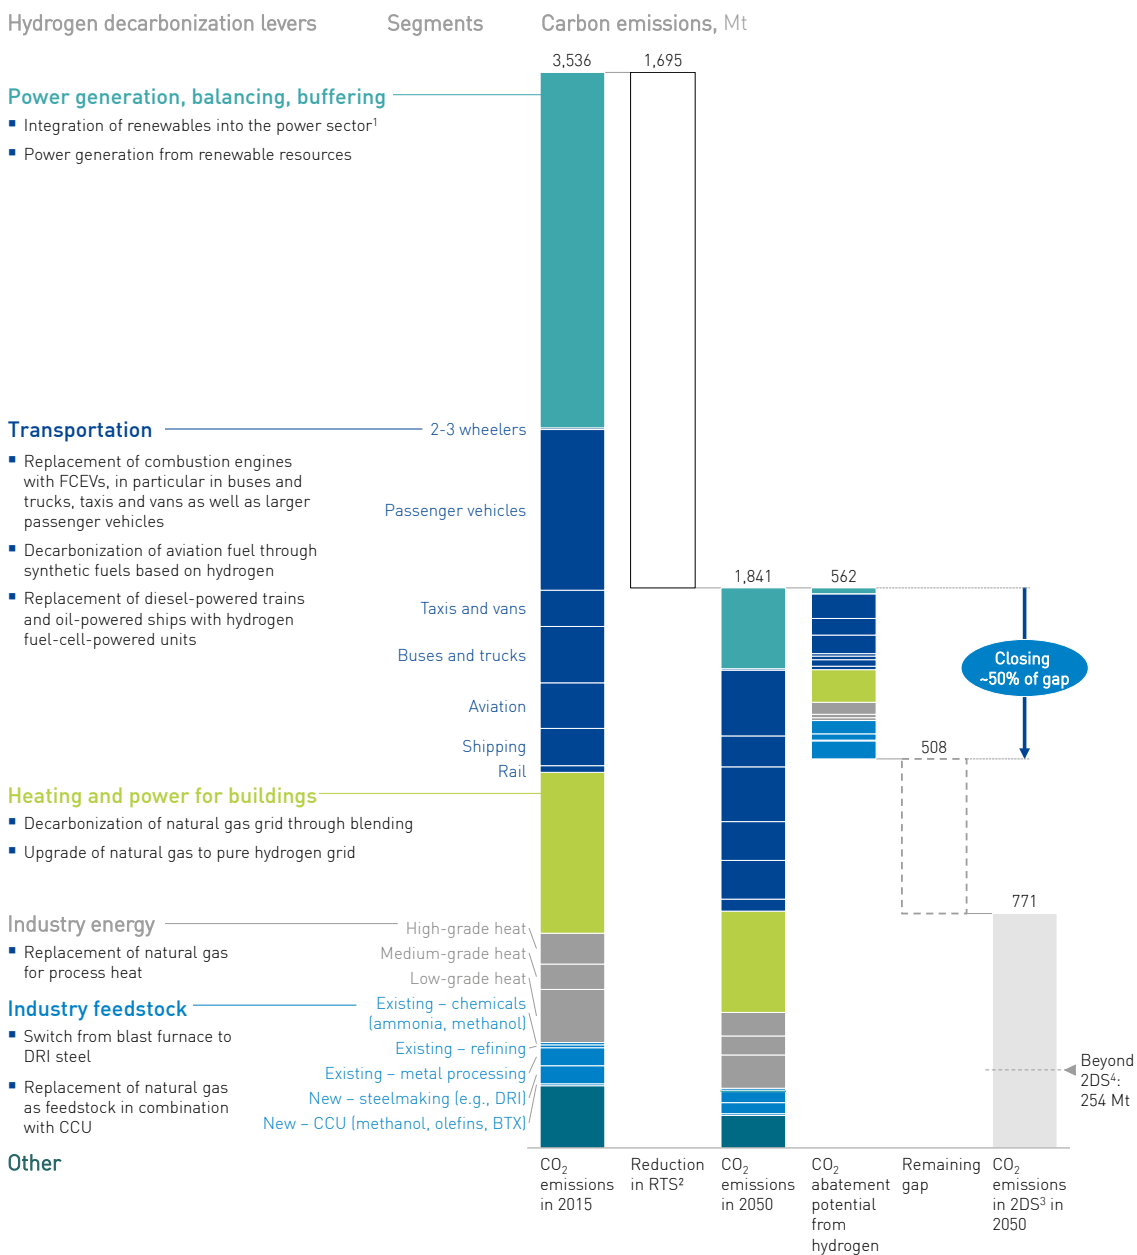 Hydrogen decarbonization levers
Segments
Carbon emissions, Mt
3,536
1,695
Power generation, balancing, buffering
Integration of renewables into the power sector¹
Power generation from renewable resources
Transportation
2-3 wheelers
Replacement of combustion engines
with FCEVs, in particular in buses and
trucks, taxis and vans as well as larger
passenger vehicles
Passenger vehicles
Decarbonization of aviation fuel through
synthetic fuels based on hydrogen
Replacement of diesel-powered trains
and oil-powered ships with hydrogen
fuel-cell-powered units
Taxis and vans
Buses and trucks
Aviation
Shipping
Rail
1,841
562
Closing
~50% of gap
508
771
Heating and power for buildings
Decarbonization of natural gas grid through blending
Upgrade of natural gas to pure hydrogen grid
Industry energy
Replacement of natural gas
for process heat
High-grade heat
Medium-grade heat
Low-grade heat
Industry feedstock
Switch from blast furnace to
DRI steel
Replacement of natural gas
as feedstock in combination
with CCU
Existing – chemicals
(ammonia, methanol)
Existing – refining
Existing – metal processing
New – steelmaking (e.g., DRI)
New – CCU (methanol, olefins, BTX)
Beyond
2DS⁴:
254 Mt
Other
CO₂
emissions
in 2015
Reduction
in RTS²
CO₂
emissions
in 2050
CO₂
abatement
potential
from
hydrogen
Remaining
gap
CO₂
emissions
in 2DS³ in
2050